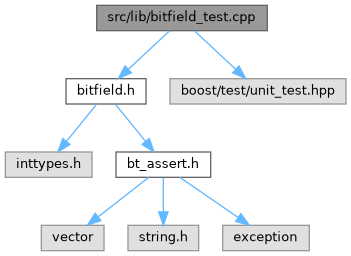 src/lib/bitfield_test.cpp
bitfield.h
boost/test/unit_test.hpp
inttypes.h
bt_assert.h
vector
string.h
exception